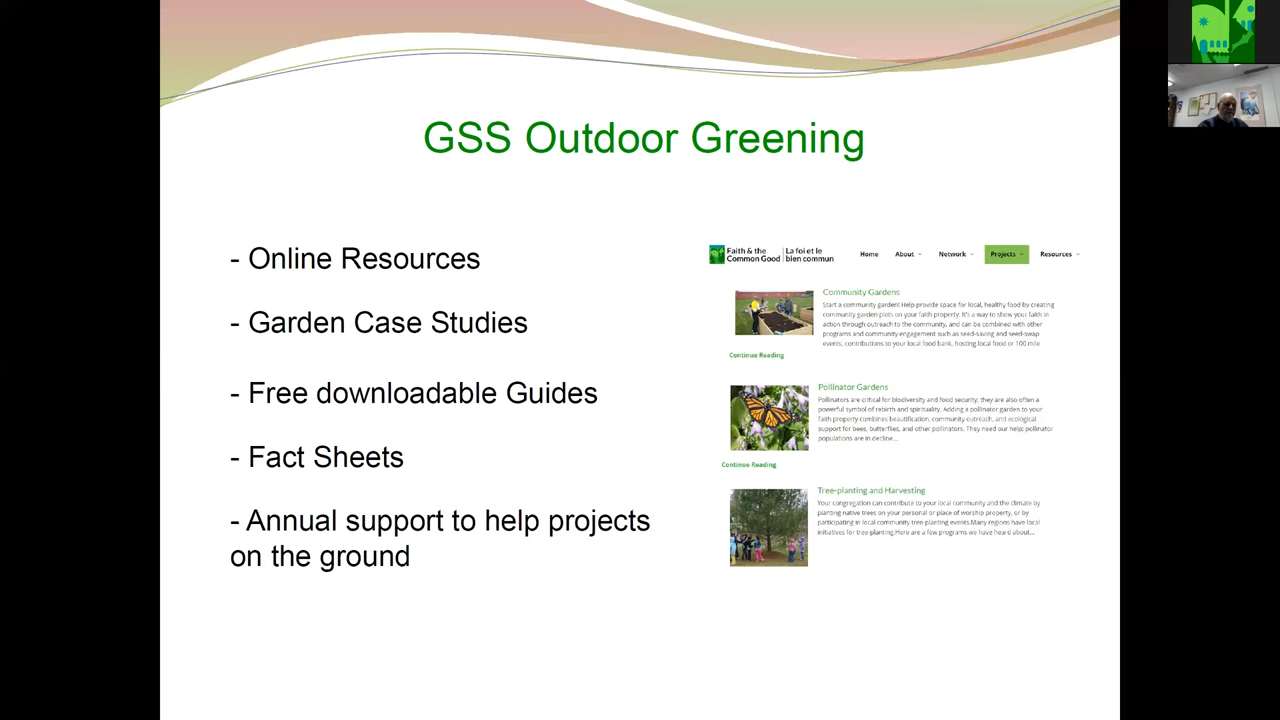 GSS Outdoor Greening
- Online Resources
- Garden Case Studies
- Free downloadable Guides
- Fact Sheets
- Annual support to help projects
on the ground
Faith & the
Common Good
La foi et le
bien commun
Home About Network Projects Resources
Community Gardens
Start a community garden! Help provide space for local, healthy food by creating
community garden plots on your faith property. It's a way to show your faith in
action through outreach to the community, and can be combined with other
programs and community engagement such as seed-saving and seed-swap
events, contributions to your local food bank, hosting local food or 100 mile
Continue Reading
Pollinator Gardens
Pollinators are critical for biodiversity and food security; they are also often a
powerful symbol of rebirth and spirituality. Adding a pollinator garden to your
faith property combines beautification, community outreach, and ecological
support for bees, butterflies, and other pollinators. They need our help; pollinator
populations are in decline...
Continue Reading
Tree-planting and Harvesting
Your congregation can contribute to your local community and the climate by
planting native trees on your personal or place of worship property, or by
participating in local community tree-planting events.Many regions have local
initiatives for tree-planting.Here are a few programs we have heard about...